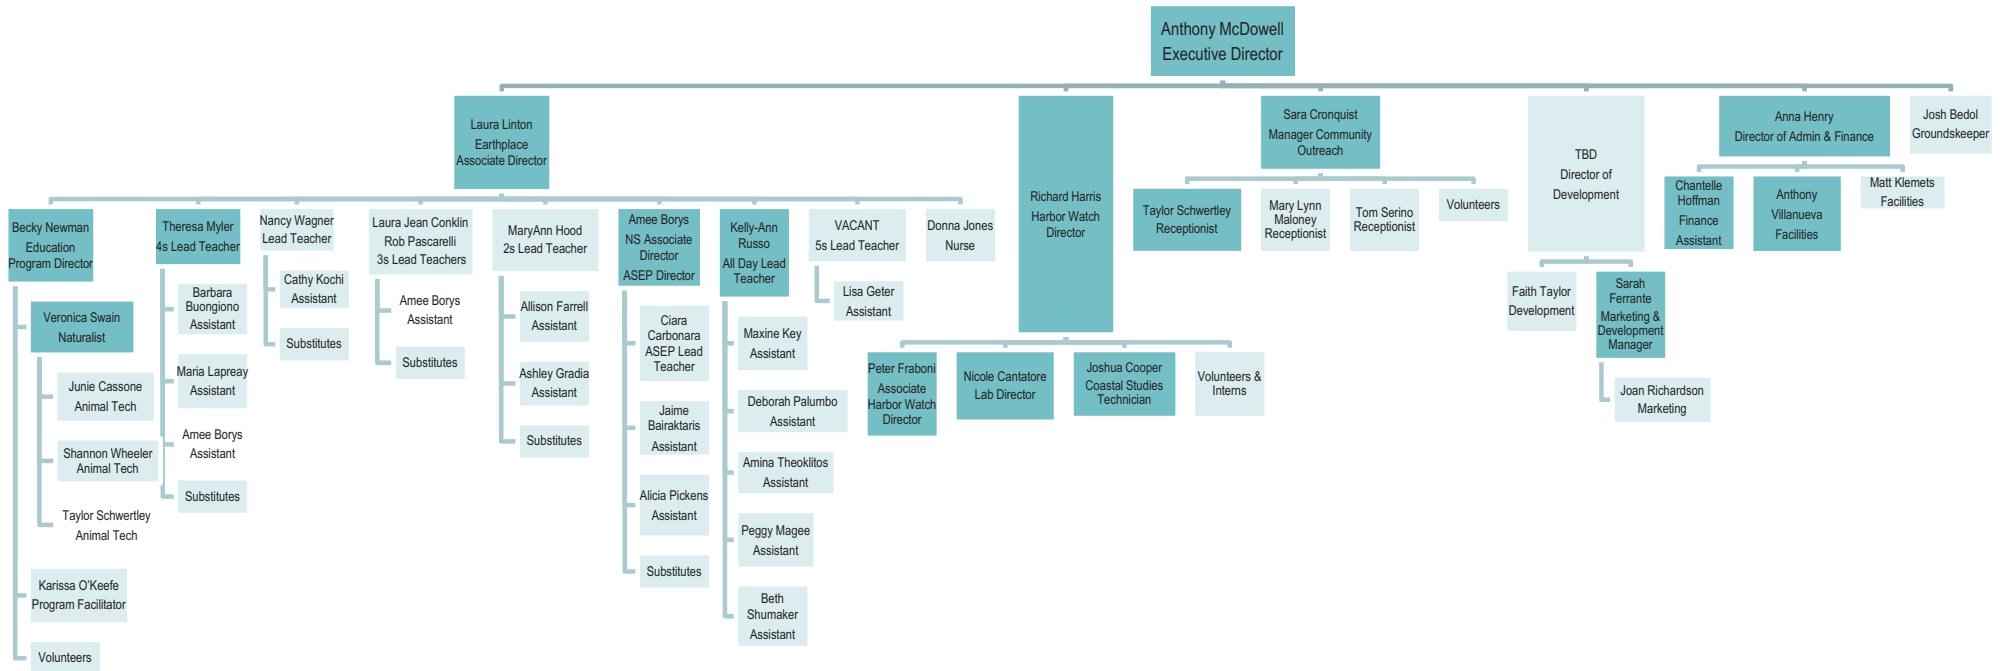 Anthony McDowell
Executive Director
Laura Linton
Earthplace
Associate Director
Richard Harris
Harbor Watch
Director
Sara Cronquist
Manager Community
Outreach
TBD
Director of
Development
Anna Henry
Director of Admin & Finance
Josh Bedol
Groundskeeper
Becky Newman
Education
Program Director
Veronica Swain
Naturalist
Junie Cassone
Animal Tech
Shannon Wheeler
Animal Tech
Taylor Schwertley
Animal Tech
Karissa O'Keefe
Program Facilitator
Volunteers
Theresa Myler
4s Lead Teacher
Barbara
Buongiono
Assistant
Maria Lapreay
Assistant
Amee Borys
Assistant
Substitutes
Nancy Wagner
Lead Teacher
Cathy Kochi
Assistant
Substitutes
Laura Jean Conklin
Rob Pascarelli
3s Lead Teachers
Amee Borys
Assistant
Substitutes
MaryAnn Hood
2s Lead Teacher
Allison Farrell
Assistant
Ashley Gradia
Assistant
Substitutes
Amee Borys
NS Associate
Director
ASEP Director
Ciara
Carbonara
ASEP Lead
Teacher
Jaime
Bairaktaris
Assistant
Alicia Pickens
Assistant
Substitutes
Kelly-Ann
Russo
All Day Lead
Teacher
Maxine Key
Assistant
Deborah Palumbo
Assistant
Amina Theoklitos
Assistant
Peggy Magee
Assistant
Beth
Shumaker
Assistant
VACANT
5s Lead Teacher
Lisa Geter
Assistant
Donna Jones
Nurse
Peter Fraboni
Associate
Harbor Watch
Director
Nicole Cantatore
Lab Director
Joshua Cooper
Coastal Studies
Technician
Volunteers &
Interns
Taylor Schwertley
Receptionist
Mary Lynn
Maloney
Receptionist
Tom Serino
Receptionist
Volunteers
Faith Taylor
Development
Sarah
Ferrante
Marketing &
Development
Manager
Joan Richardson
Marketing
Chantelle
Hoffman
Finance
Assistant
Anthony
Villanueva
Facilities
Matt Klemets
Facilities